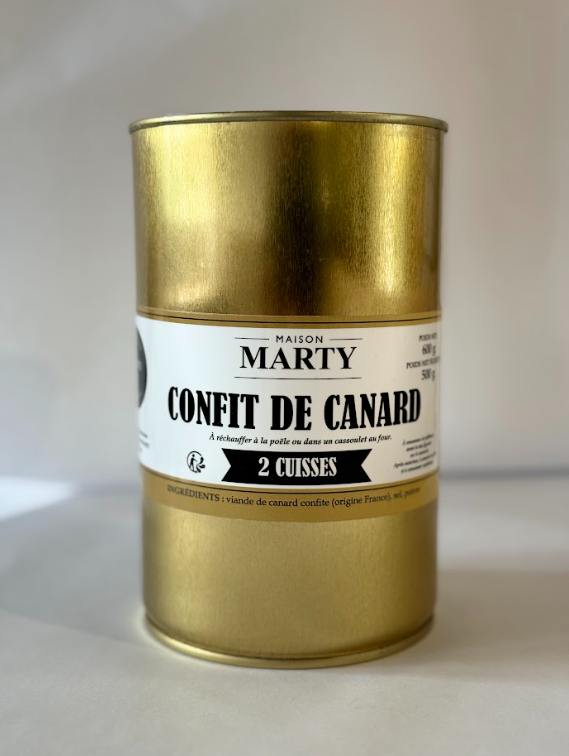 MAISON
MARTY
POIDS NET
600 g
POIDS NET
500 g
CONFIT DE CANARD
À réchauffer à la poêle ou dans un cassoulet au four.
2 CUISSES
INGRÉDIENTS : viande de canard confite (origine France), sel, poivre